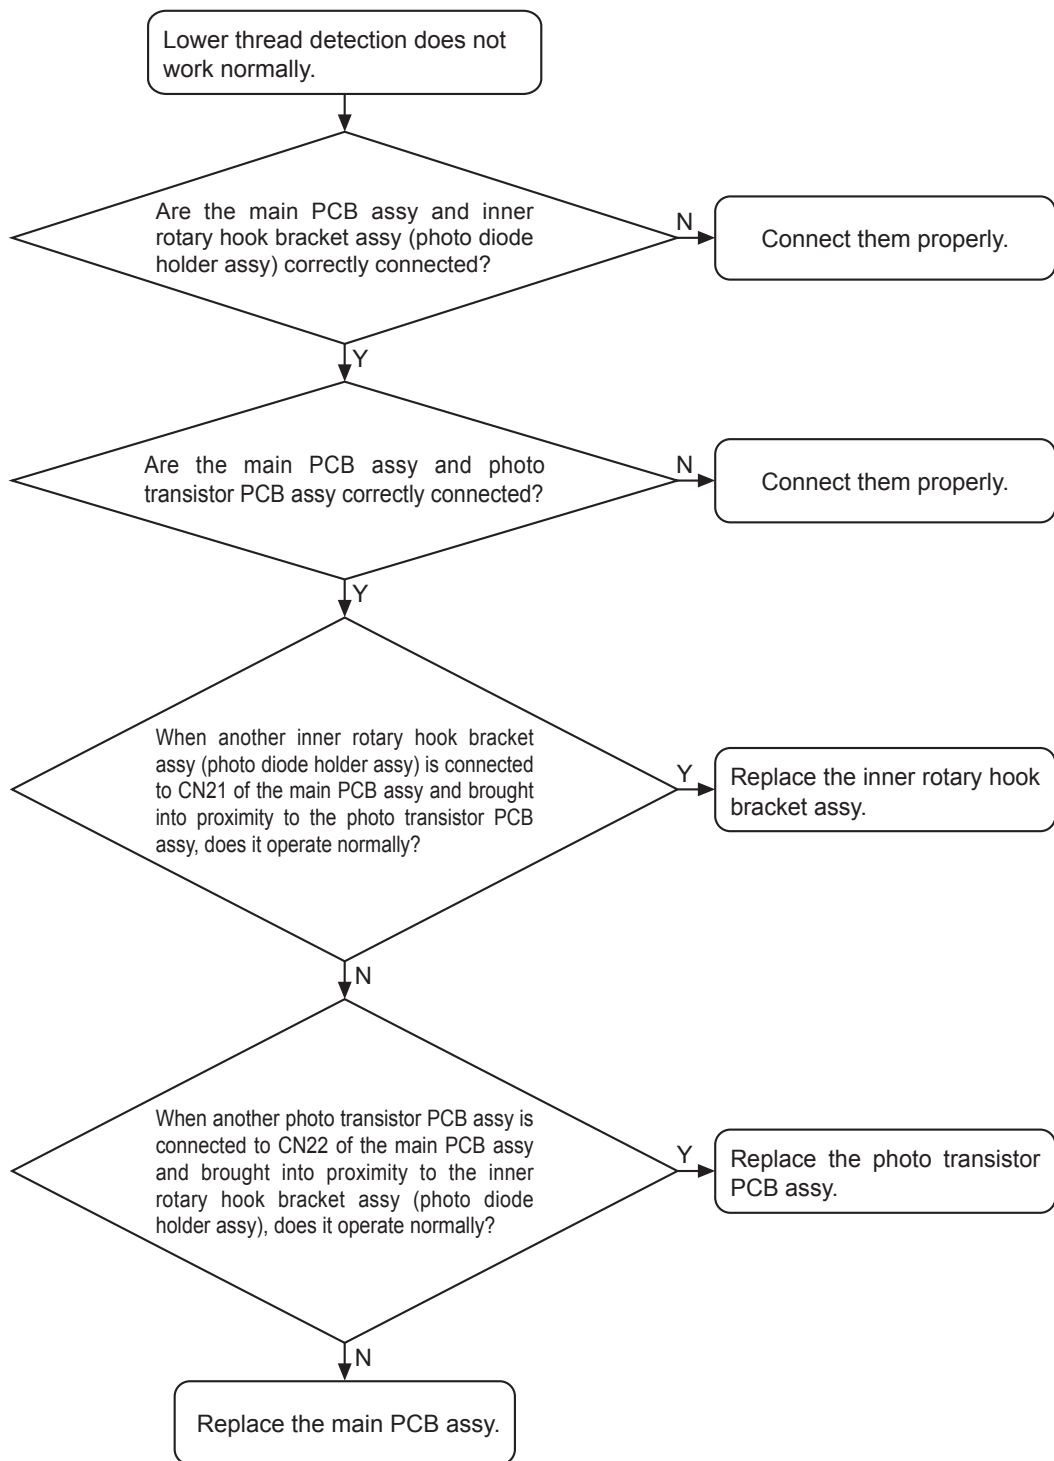 Lower thread detection does not
work normally.
Are the main PCB assy and inner
rotary hook bracket assy (photo diode
holder assy) correctly connected?
N
Connect them properly.
Y
Are the main PCB assy and photo
transistor PCB assy correctly connected?
N
Connect them properly.
Y
When another inner rotary hook bracket
assy (photo diode holder assy) is connected
to CN21 of the main PCB assy and brought
into proximity to the photo transistor PCB
assy, does it operate normally?
Y
Replace the inner rotary hook
bracket assy.
N
When another photo transistor PCB assy is
connected to CN22 of the main PCB assy
and brought into proximity to the inner
rotary hook bracket assy (photo diode
holder assy), does it operate normally?
Y
Replace the photo transistor
PCB assy.
N
Replace the main PCB assy.